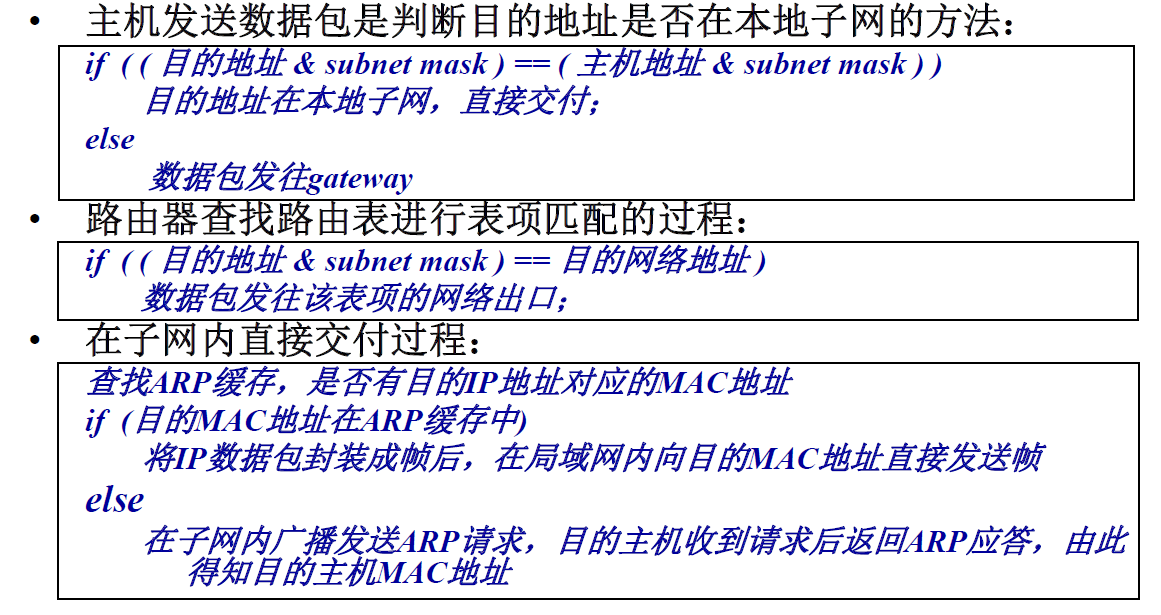 • 主机发送数据包是判断目的地址是否在本地子网的方法：
if ( ( 目的地址 & subnet mask ) == ( 主机地址 & subnet mask ) )
目的地址在本地子网，直接交付；
else
数据包发往gateway
• 路由器查找路由表进行表项匹配的过程：
if ( ( 目的地址 & subnet mask ) == 目的网络地址 )
数据包发往该表项的网络出口；
• 在子网内直接交付过程：
查找ARP缓存，是否有目的IP地址对应的MAC地址
if (目的MAC地址在ARP缓存中)
将IP数据包封装成帧后，在局域网内向目的MAC地址直接发送帧
else
在子网内广播发送ARP请求，目的主机收到请求后返回ARP应答，由此
得知目的主机MAC地址